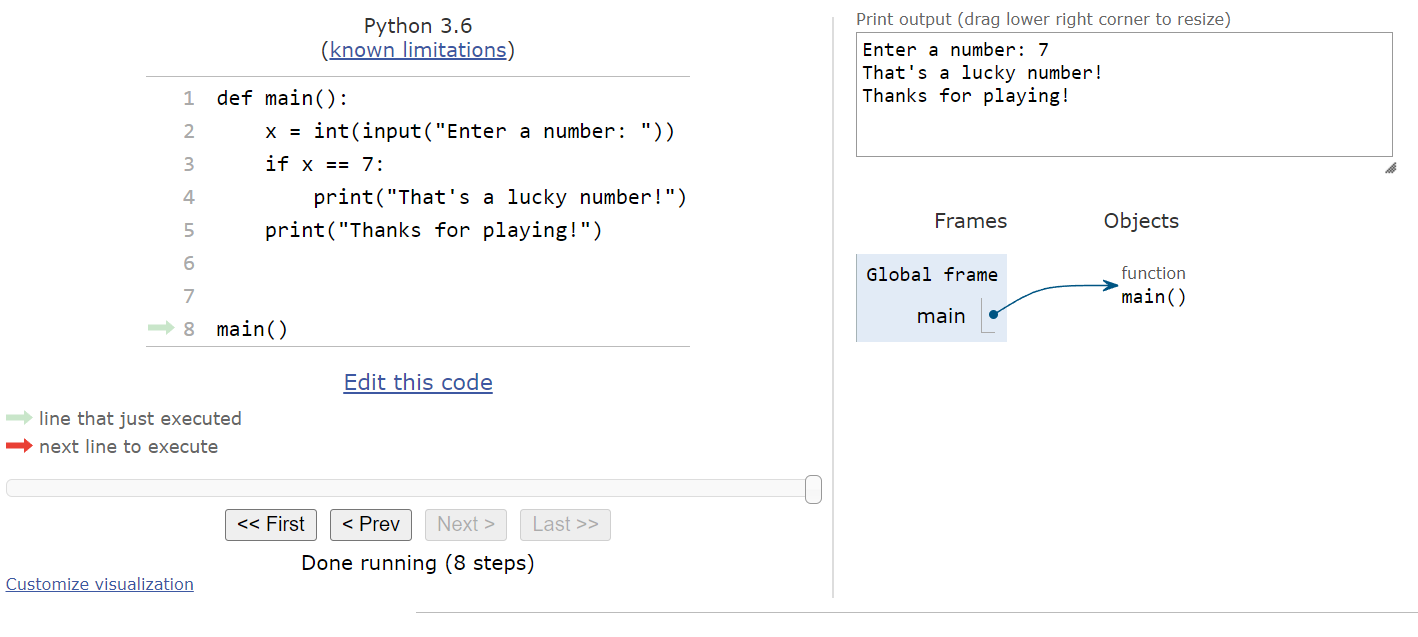 Python 3.6
(known limitations)
1 def main():
2     x = int(input("Enter a number: "))
3     if x == 7:
4         print("That's a lucky number!")
5     print("Thanks for playing!")
6
7
8 main()
Edit this code
line that just executed
next line to execute
<< First < Prev Next > Last >>
Done running (8 steps)
Customize visualization
Print output (drag lower right corner to resize)
Enter a number: 7
That's a lucky number!
Thanks for playing!
Frames Objects
Global frame
main
function
main()